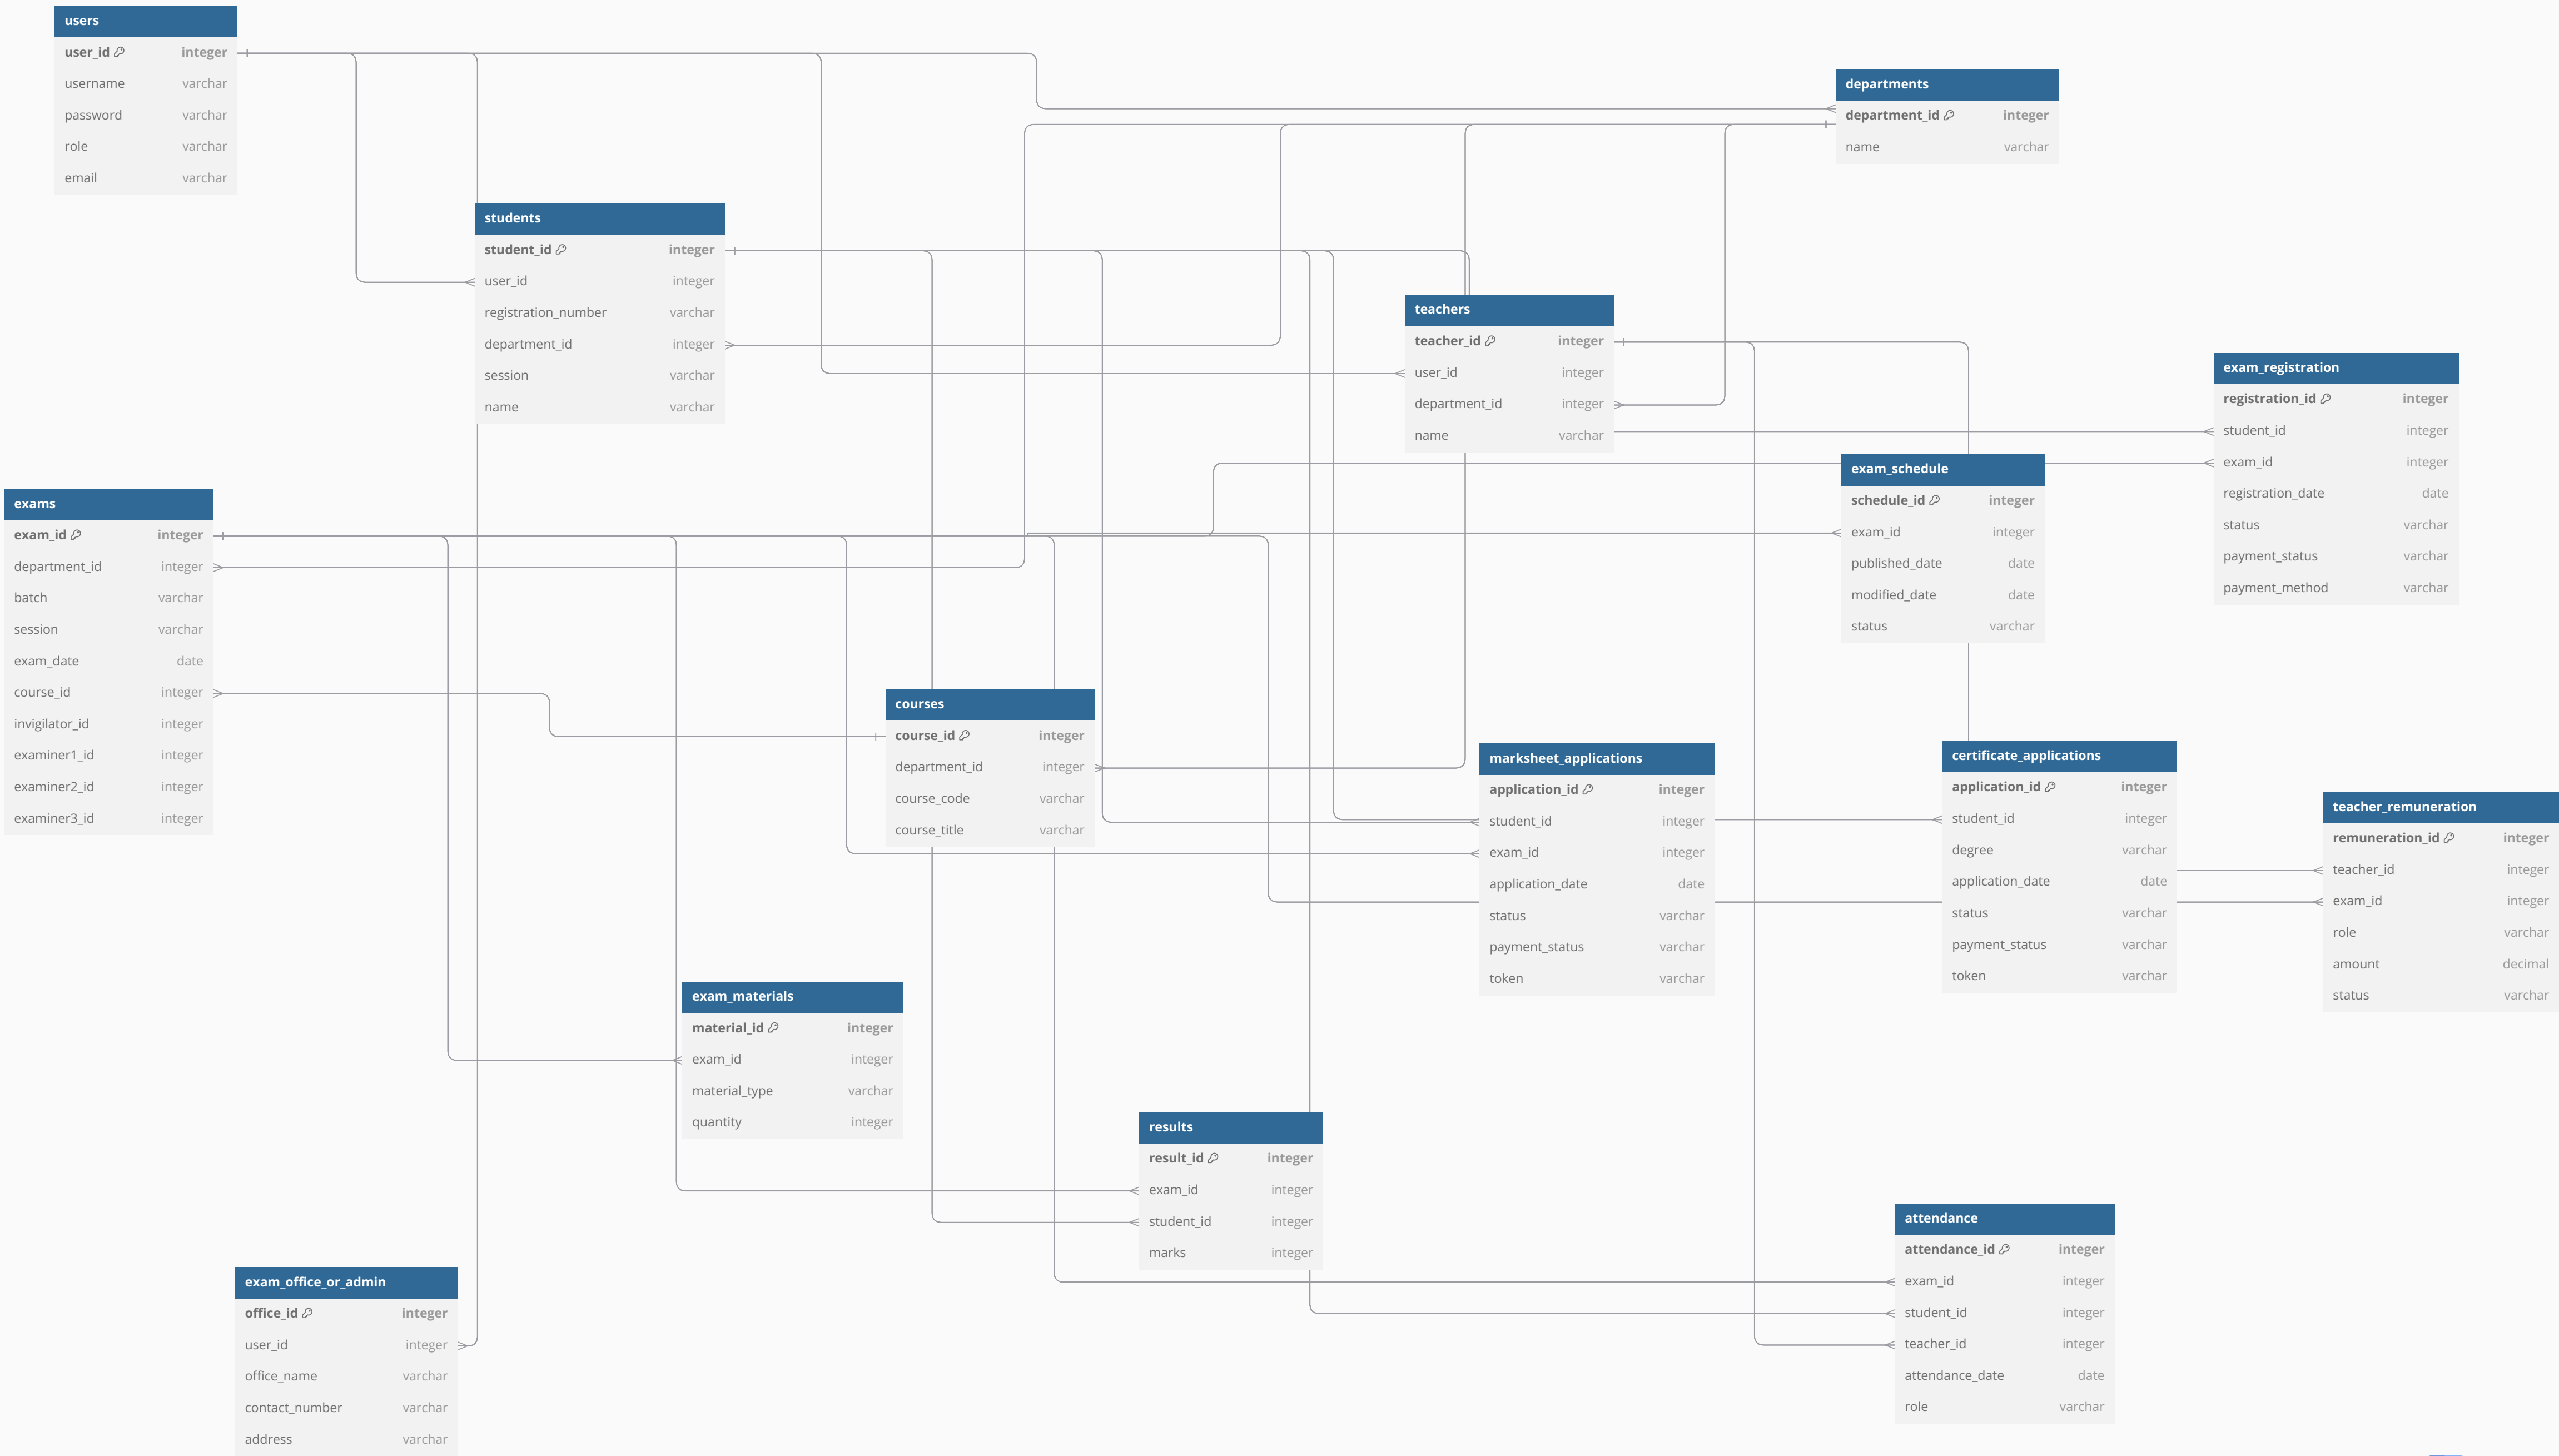 users
user_id integer
username varchar
password varchar
role varchar
email varchar
departments
department_id integer
name varchar
students
student_id integer
user_id integer
registration_number varchar
department_id integer
session varchar
name varchar
teachers
teacher_id integer
user_id integer
department_id integer
name varchar
exam_registration
registration_id integer
student_id integer
exam_id integer
registration_date date
status varchar
payment_status varchar
payment_method varchar
exam_schedule
schedule_id integer
exam_id integer
published_date date
modified_date date
status varchar
exams
exam_id integer
department_id integer
batch varchar
session varchar
exam_date date
course_id integer
invigilator_id integer
examiner1_id integer
examiner2_id integer
examiner3_id integer
courses
course_id integer
department_id integer
course_code varchar
course_title varchar
marksheet_applications
application_id integer
student_id integer
exam_id integer
application_date date
status varchar
payment_status varchar
token varchar
certificate_applications
application_id integer
student_id integer
degree varchar
application_date date
status varchar
payment_status varchar
token varchar
teacher_remuneration
remuneration_id integer
teacher_id integer
exam_id integer
role varchar
amount decimal
status varchar
exam_materials
material_id integer
exam_id integer
material_type varchar
quantity integer
results
result_id integer
exam_id integer
student_id integer
marks integer
attendance
attendance_id integer
exam_id integer
student_id integer
teacher_id integer
attendance_date date
role varchar
exam_office_or_admin
office_id integer
user_id integer
office_name varchar
contact_number varchar
address varchar